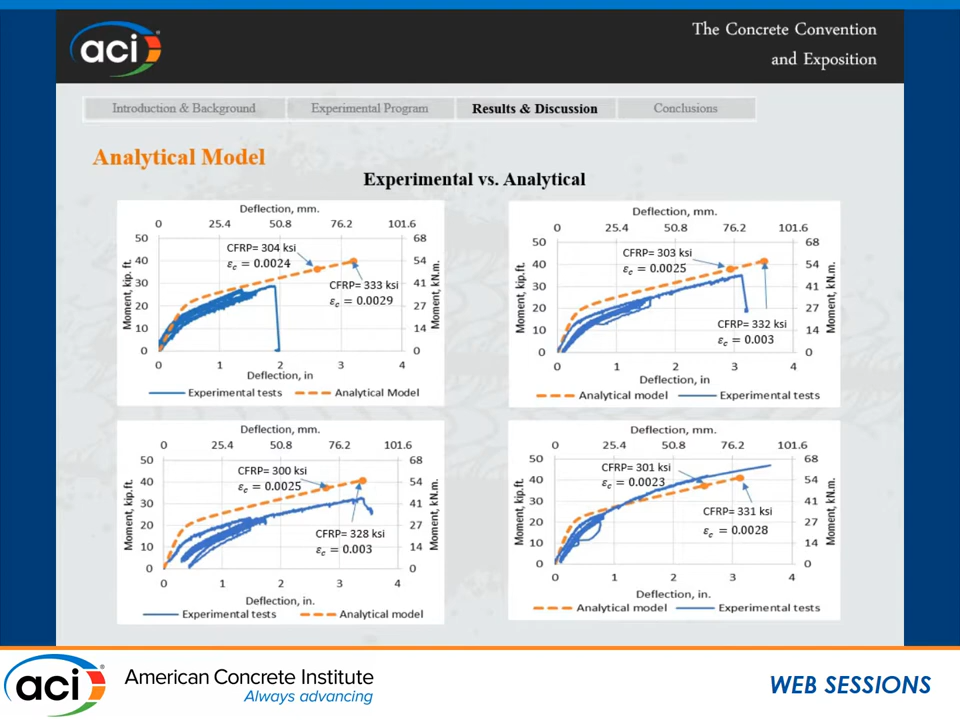 aci
The Concrete Convention
and Exposition
Introduction & Background
Experimental Program
Results & Discussion
Conclusions
Analytical Model
Experimental vs. Analytical
Deflection, mm.
0 25.4 50.8 76.2 101.6
50 40 30 20 10 0
Moment, kip. ft.
CFRP= 304 ksi
εc = 0.0024
CFRP= 333 ksi
εc = 0.0029
68 54 41 27 14 0
Moment, kN.m.
0 1 2 3 4
Deflection, in
Experimental tests Analytical Model
Deflection, mm.
0 25.4 50.8 76.2 101.6
50 40 30 20 10 0
Moment, kip.ft.
CFRP= 303 ksi
εc = 0.0025
CFRP= 332 ksi
εc = 0.003
68 54 41 27 14 0
Moment, kN.m.
0 1 2 3 4
Deflection, in
Analytical model Experimental tests
Deflection, mm.
0 25.4 50.8 76.2 101.6
50 40 30 20 10 0
Moment, kip.ft.
CFRP= 300 ksi
εc = 0.0025
CFRP= 328 ksi
εc = 0.003
68 54 41 27 14 0
Moment, kN.m.
0 1 2 3 4
Deflection, in.
Experimental tests Analytical model
Deflection, mm.
0 25.4 50.8 76.2 101.6
50 40 30 20 10 0
Moment, kip.ft.
CFRP= 301 ksi
εc = 0.0023
CFRP= 331 ksi
εc = 0.0028
68 54 41 27 14 0
Moment, kN.m.
0 1 2 3 4
Deflection, in.
Analytical model Experimental tests
aci
American Concrete Institute
Always advancing
WEB SESSIONS